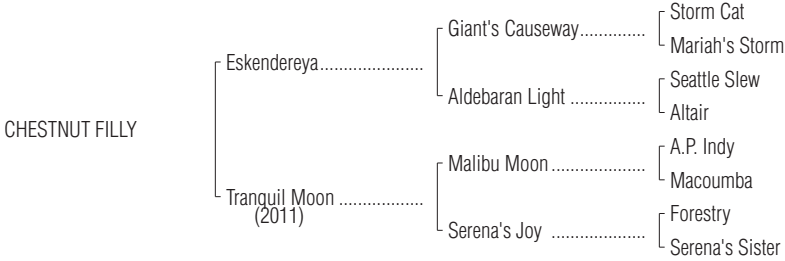 Storm Cat
Giant's Causeway..............
Mariah's Storm
Eskendereya......................
Seattle Slew
Aldebaran Light ................
Altair
CHESTNUT FILLY
A.P. Indy
Malibu Moon ....................
Macoumba
Tranquil Moon ..................
(2011)
Forestry
Serena's Joy ....................
Serena's Sister